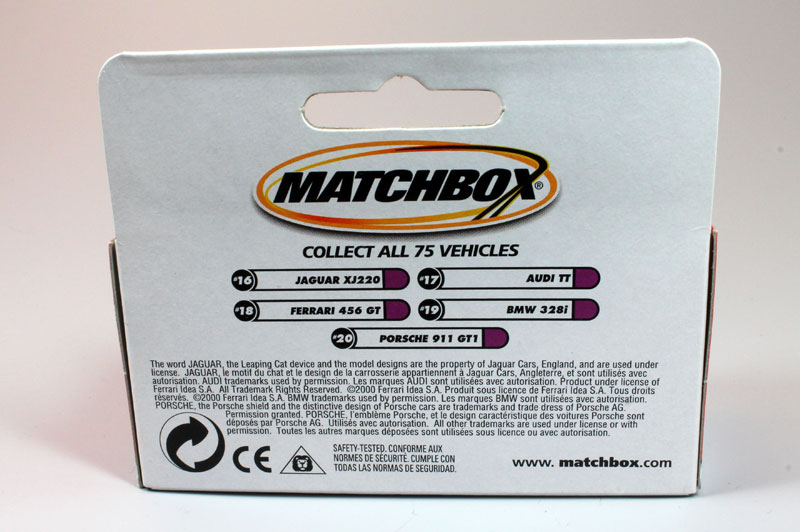 MATCHBOX®
COLLECT ALL 75 VEHICLES
#16 JAGUAR XJ220 #17 AUDI TT
#18 FERRARI 456 GT #19 BMW 328i
#20 PORSCHE 911 GT1
The word JAGUAR, the Leaping Cat device and the model designs are the property of Jaguar Cars, England, and are used under
license. JAGUAR, le motif du chat et le design de la carrosserie appartiennent à Jaguar Cars, Angleterre, et sont utilisés avec
autorisation. AUDI trademarks used by permission. Les marques AUDI sont utilisées avec autorisation. Product under license of
Ferrari Idea S.A. All Trademark Rights Reserved. ©2000 Ferrari Idea S.A. Produit sous licence de Ferrari Idea S.A. Tous droits
réservés. ©2000 Ferrari Idea S.A. BMW trademarks used by permission. Les marques BMW sont utilisées avec autorisation.
PORSCHE, the Porsche shield and the distinctive design of Porsche cars are trademarks and trade dress of Porsche AG.
Permission granted. PORSCHE, l'emblème Porsche, et le design caractéristique des voitures Porsche sont
déposés par Porsche AG. Utilisés avec autorisation. All other trademarks are used under license or with
permission. Toutes les autres marques déposées sont utilisées sous licence ou avec autorisation.
CE
SAFETY-TESTED. CONFORME AUX
NORMES DE SÉCURITÉ. CUMPLE CON
TODAS LAS NORMAS DE SEGURIDAD.
www. matchbox.com